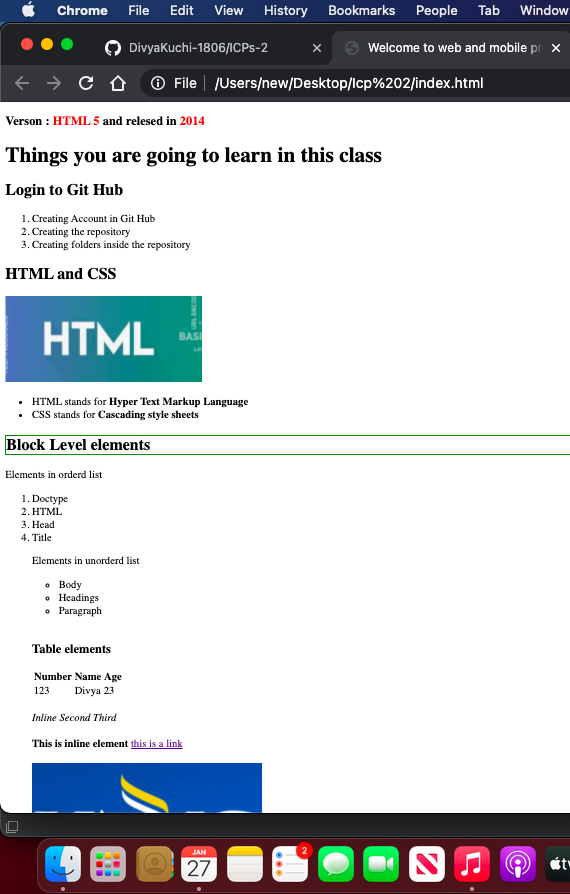 Chrome File Edit View History Bookmarks People Tab Window
DivyaKuchi-1806/ICPs-2
Welcome to web and mobile pr
File /Users/new/Desktop/Icp%202/index.html
Verson : HTML 5 and relesed in 2014
Things you are going to learn in this class
Login to Git Hub
1. Creating Account in Git Hub
2. Creating the repository
3. Creating folders inside the repository
HTML and CSS
HTML
• HTML stands for Hyper Text Markup Language
• CSS stands for Cascading style sheets
Block Level elements
Elements in orderd list
1. Doctype
2. HTML
3. Head
4. Title
Elements in unorderd list
Body
Headings
Paragraph
Table elements
Number Name Age
123 Divya 23
Inline Second Third
This is inline element this is a link
JAN
27
2
tv